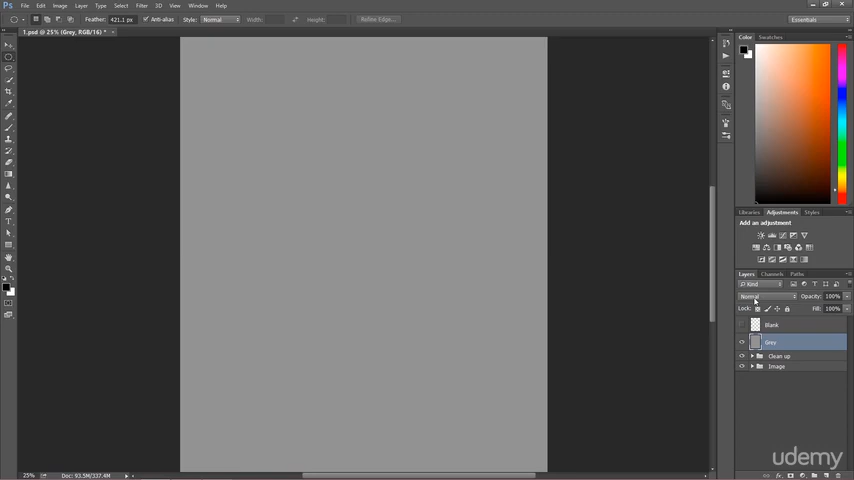 Ps File Edit Image Layer Type Select Filter 3D View Window Help
Feather: 421.1 px Anti-alias Style: Normal Width: Height: Refine Edge... Essentials
1.psd @ 25% (Grey, RGB/16) * ×
Color Swatches
Libraries Adjustments Styles
Add an adjustment
Layers Channels Paths
Kind
Normal Opacity: 100%
Lock: Fill: 100%
Blank
Grey
Clean up
Image
udemy
25% Doc: 93.5M/337.4M